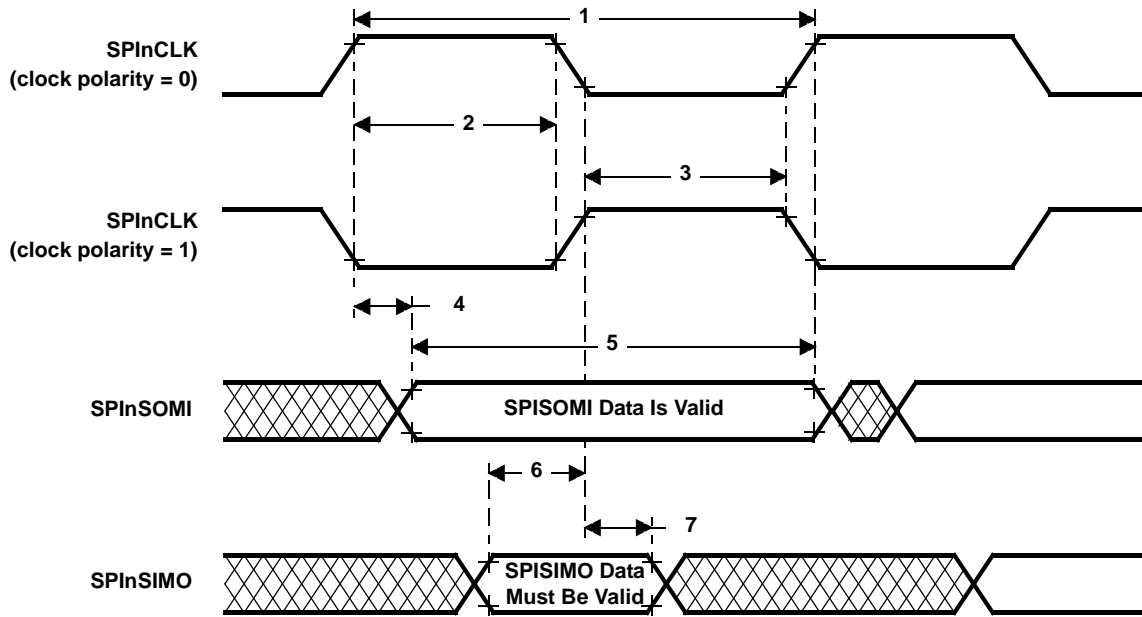 1
SPInCLK
(clock polarity = 0)
2
3
SPInCLK
(clock polarity = 1)
4
5
SPInSOMI
SPISOMI Data Is Valid
6
7
SPInSIMO
SPISIMO Data
Must Be Valid